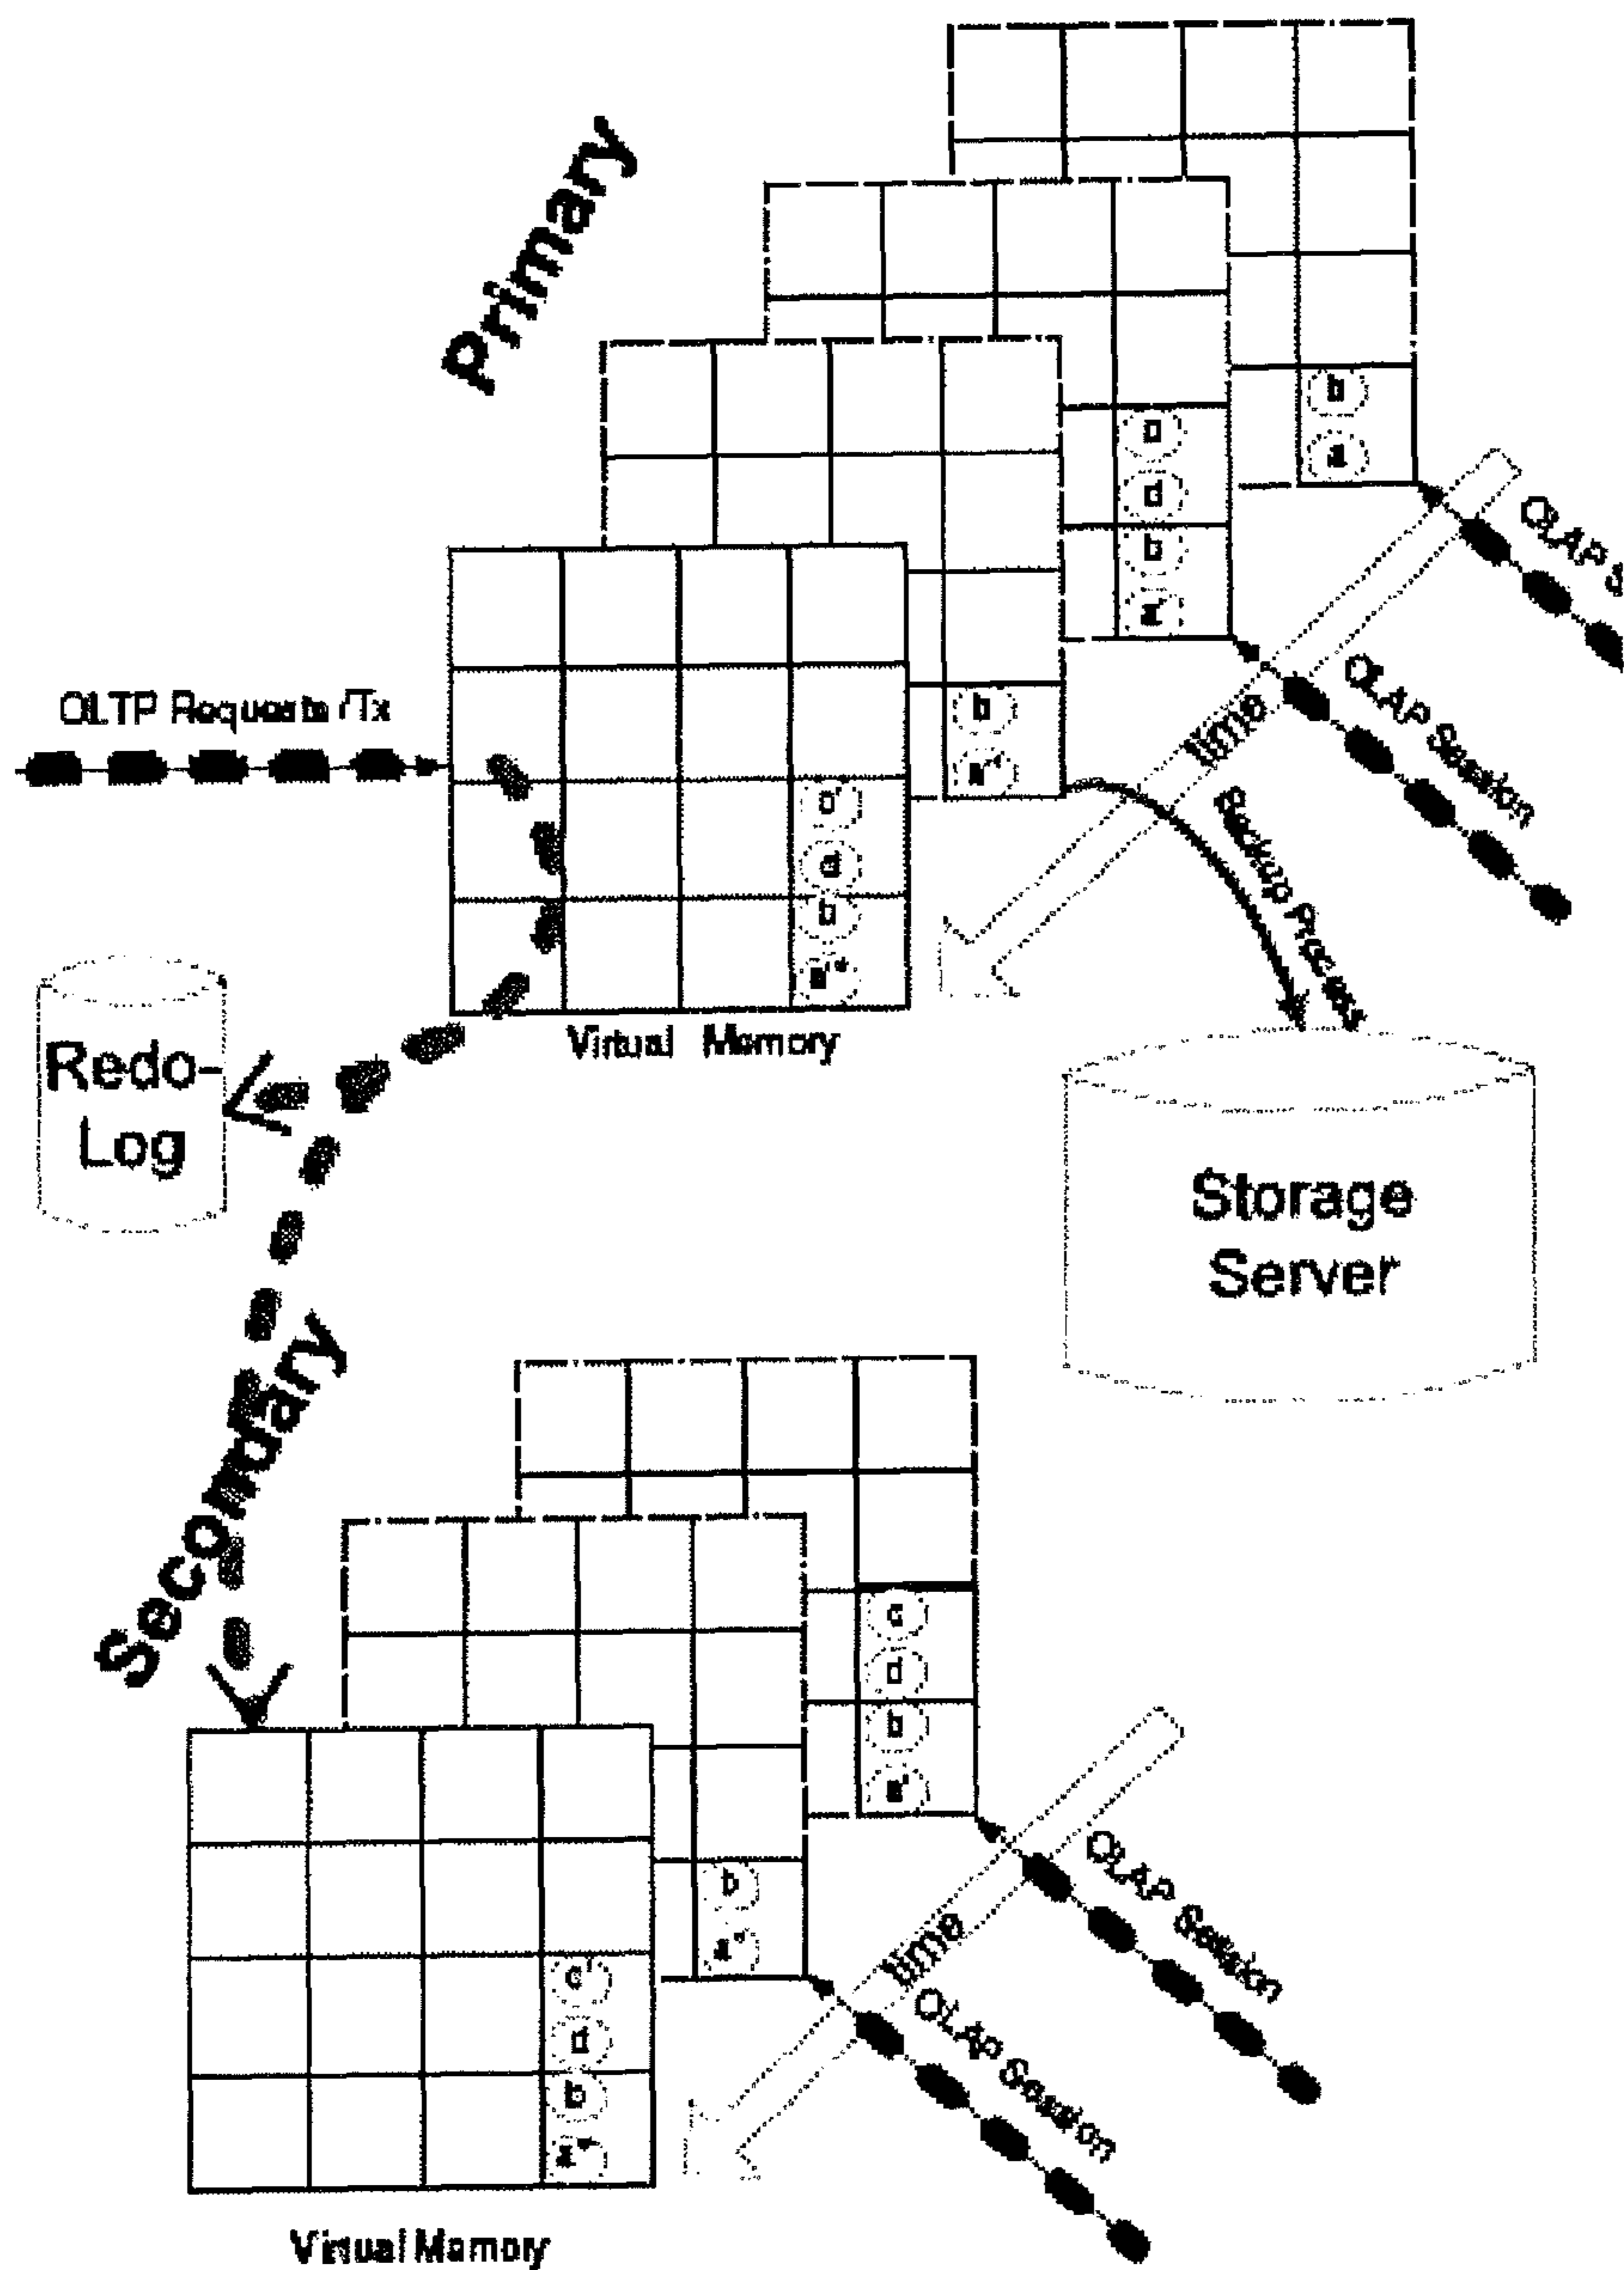 Primary
b
a
d
b
a'
OLAP
OLAP Session
time
b
a''
OLTP Requests /Tx
c'
d
b
a''
Backup Process
Virtual Memory
Redo-
Log
Storage
Server
Secondary
c
d
b
a'
OLAP Session
time
b
a''
OLAP Session
c'
d
b
a''
Virtual Memory